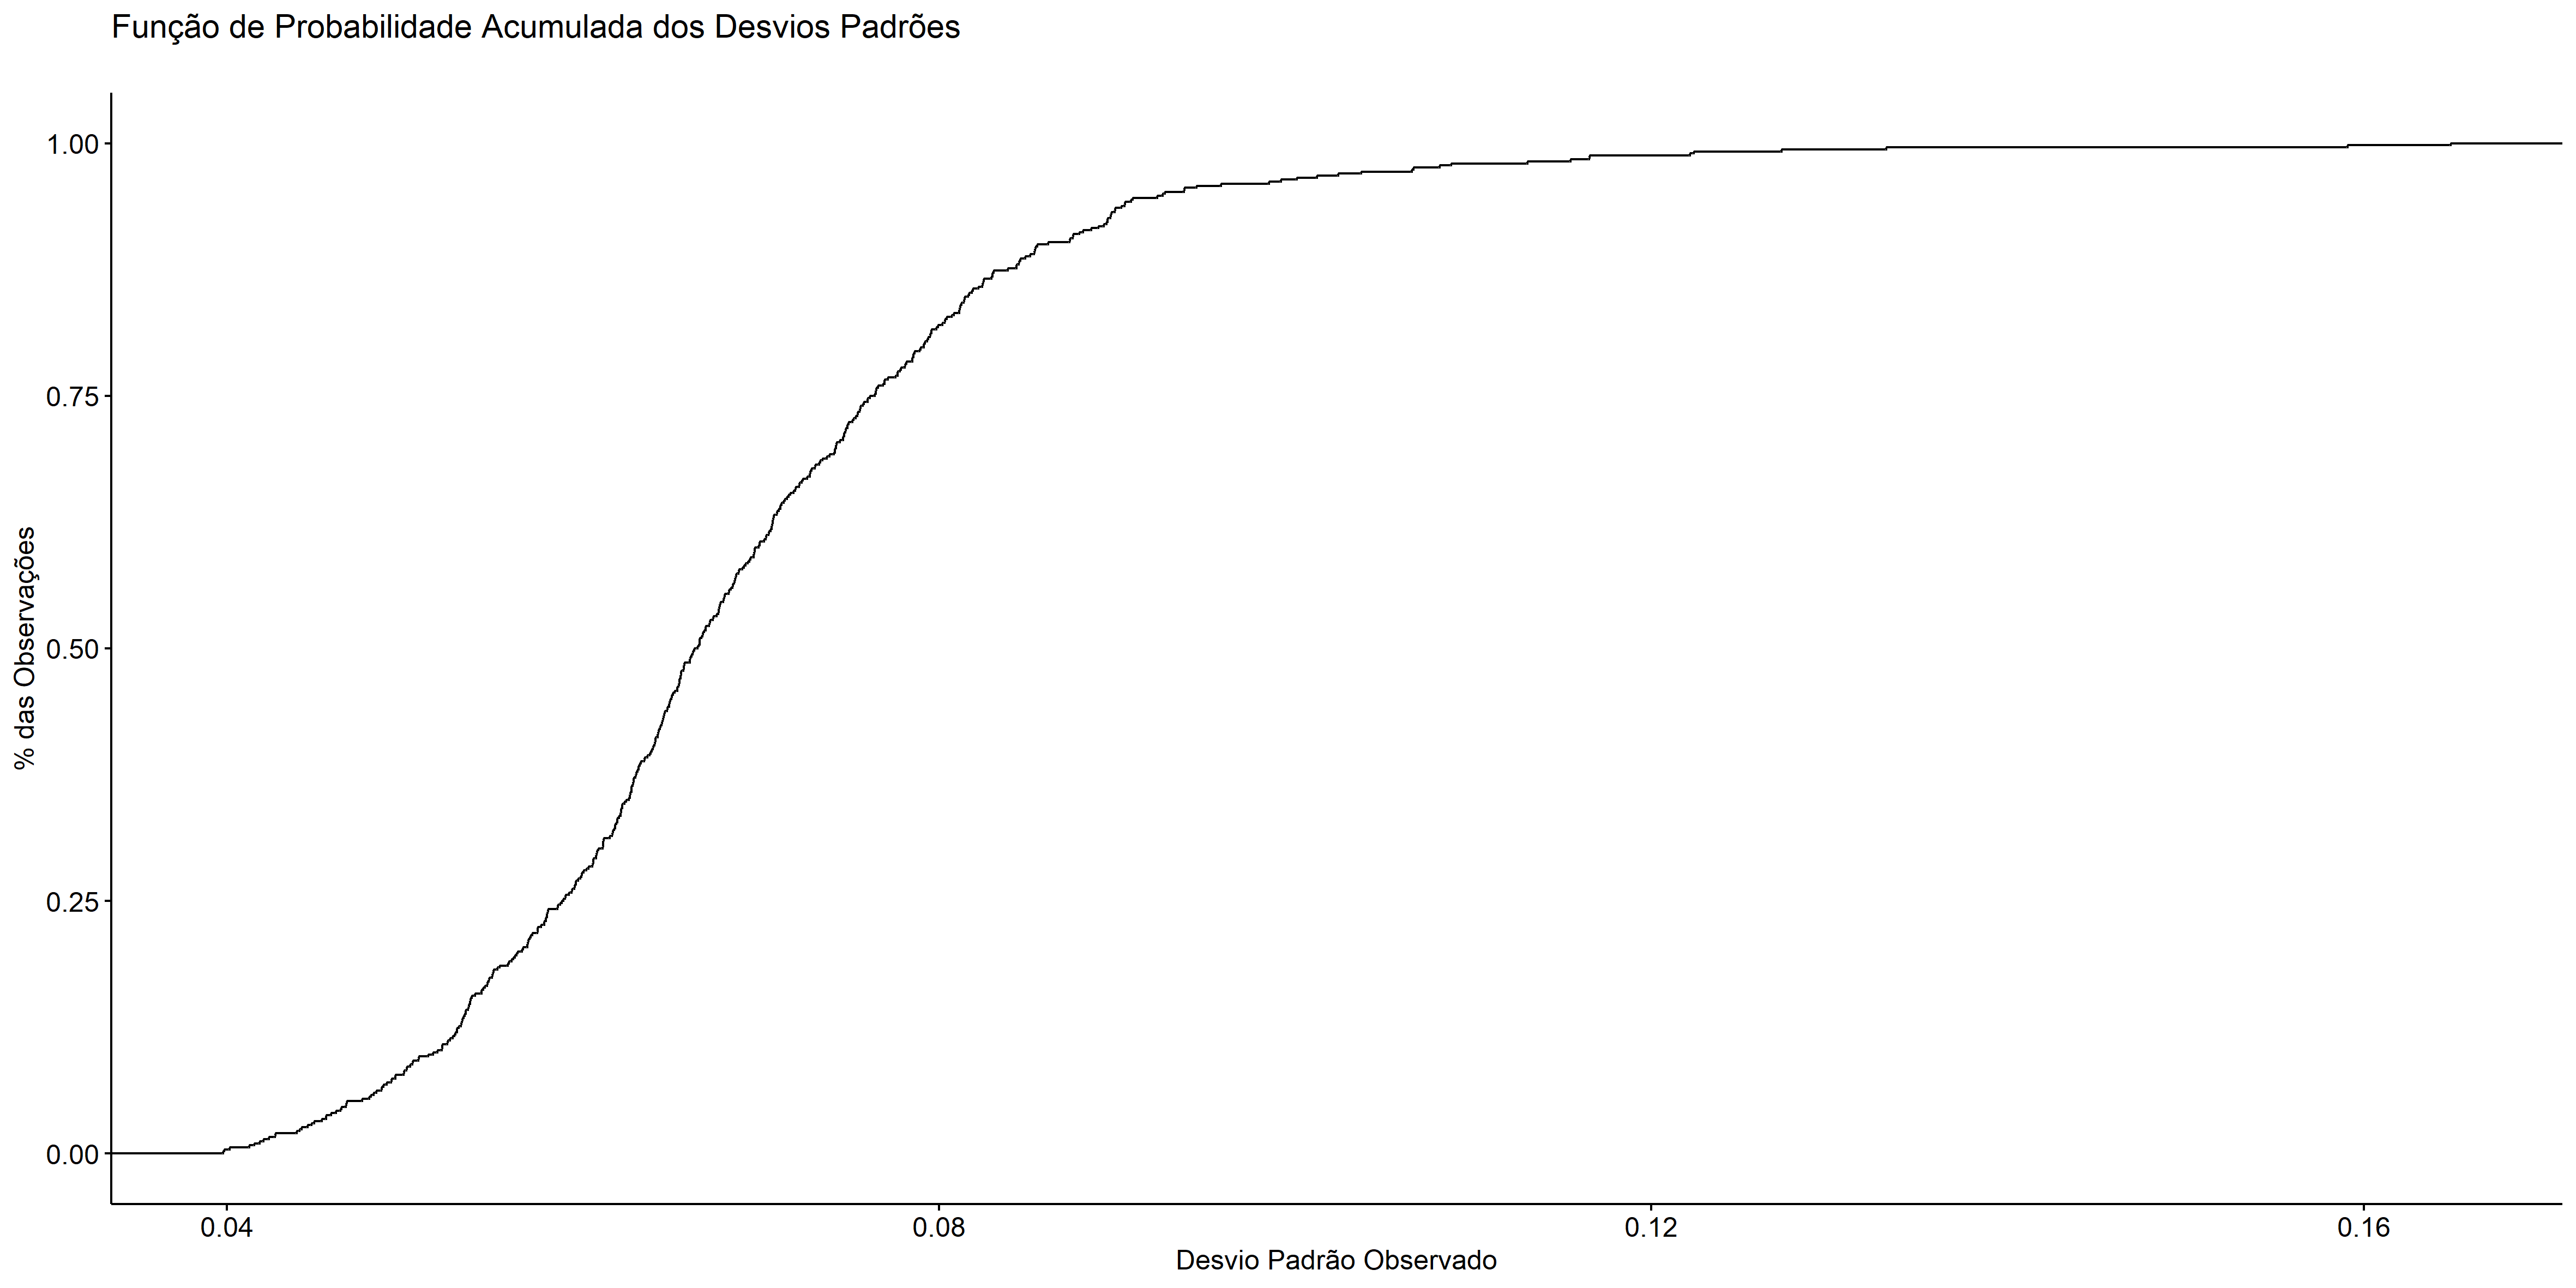 Função de Probabilidade Acumulada dos Desvios Padrões
1.00
0.75
0.50
0.25
0.00
% das Observações
0.04 0.08 0.12 0.16
Desvio Padrão Observado